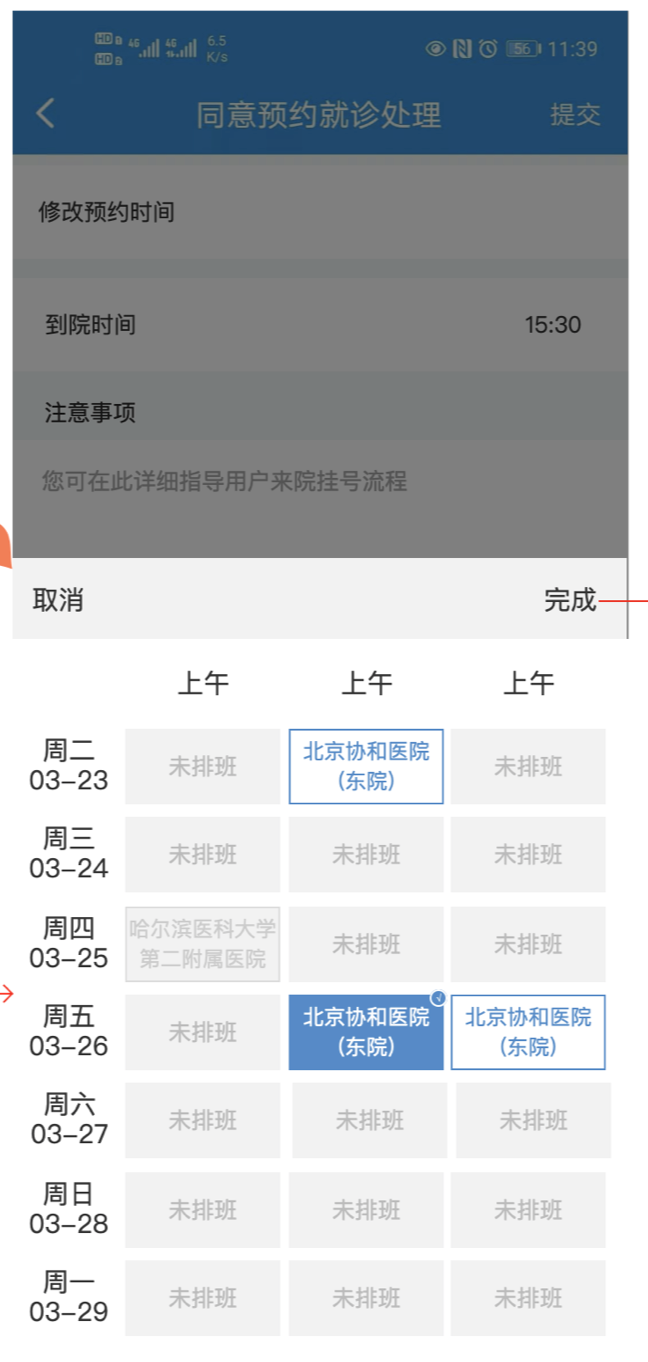 HD B 4G 4G 6.5 56 11:39
HD B K/s
同意预约就诊处理 提交
修改预约时间
到院时间 15:30
注意事项
您可在此详细指导用户来院挂号流程
取消 完成
上午 上午 上午
周二 未排班 北京协和医院 未排班
03-23 (东院)
周三 未排班 未排班 未排班
03-24
周四 哈尔滨医科大学 未排班 未排班
03-25 第二附属医院
周五 未排班 北京协和医院 北京协和医院
03-26 (东院) (东院)
周六 未排班 未排班 未排班
03-27
周日 未排班 未排班 未排班
03-28
周一 未排班 未排班 未排班
03-29